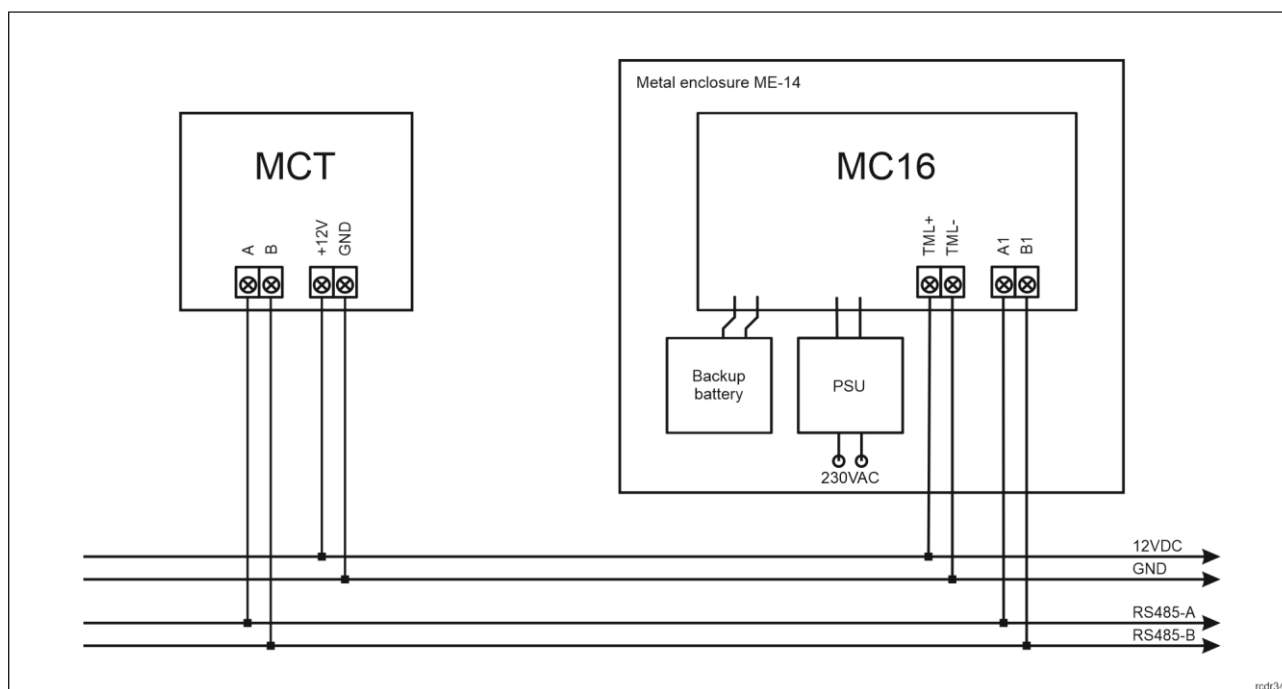 Metal enclosure ME-14
MCT
MC16
A
B
+12V
GND
TML+
TML-
A1
B1
Backup
battery
PSU
230VAC
12VDC
GND
RS485-A
RS485-B